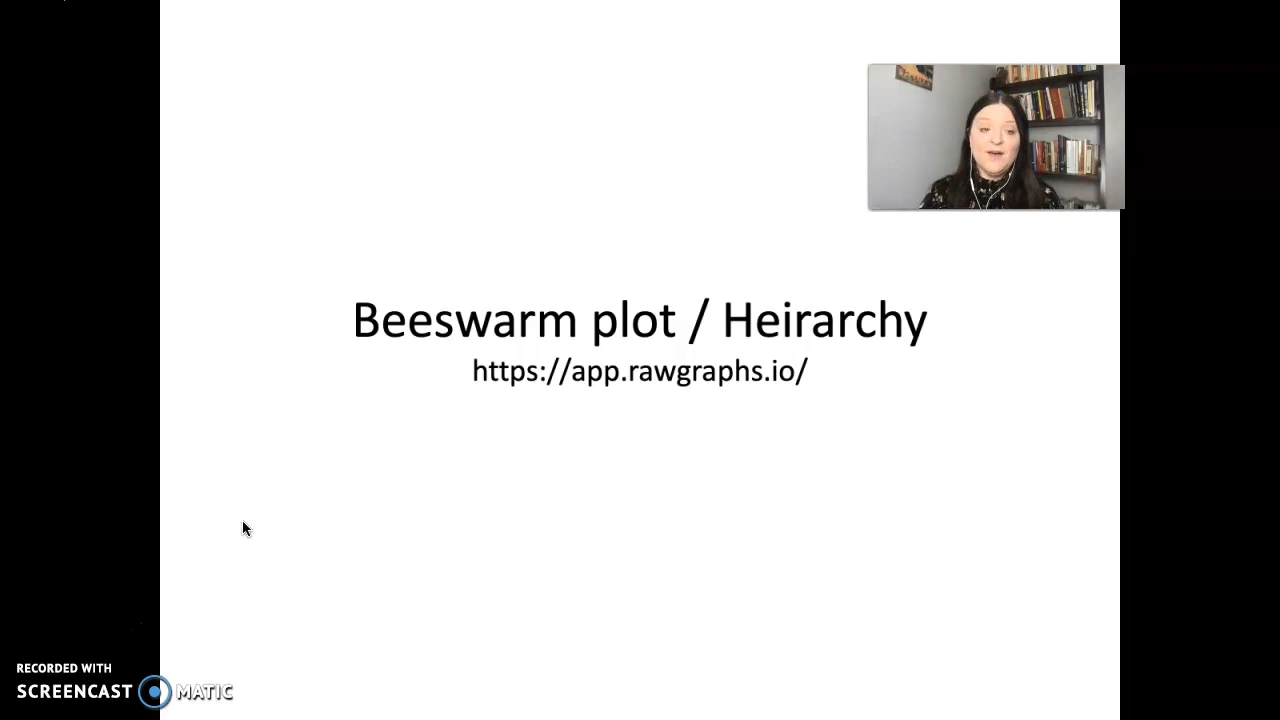 Beeswarm plot / Heirarchy
https://app.rawgraphs.io/
RECORDED WITH
SCREENCAST MATIC